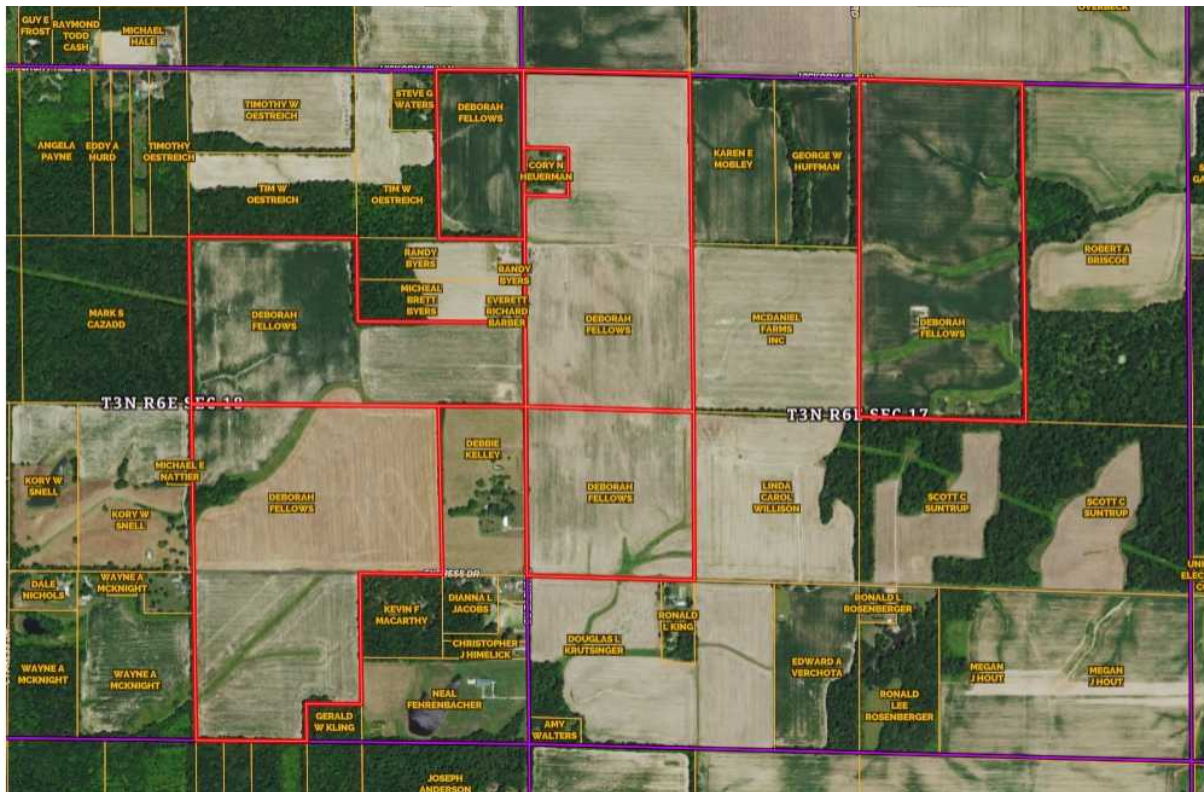 GUY E
FROST
RAYMOND
TODD
CASH
MICHAEL
HALE
OVERBECK
TIMOTHY W
OESTREICH
STEVE G
WATERS
DEBORAH
FELLOWS
ANGELA
PAYNE
EDDY A
HURD
TIMOTHY
OESTREICH
TIM W
OESTREICH
TIM W
OESTREICH
CORY N
HEUERMAN
KAREN E
MOBLEY
GEORGE W
HUFFMAN
ROBERT A
BRISCOE
RANDY
BYERS
RANDY
BYERS
MICHEAL
BRETT
BYERS
EVERETT
RICHARD
BARBER
MARK S
CAZADD
DEBORAH
FELLOWS
DEBORAH
FELLOWS
MCDANIEL
FARMS
INC
DEBORAH
FELLOWS
T3N R6E SEC 18
T3N R6E SEC 17
DEBBIE
KELLEY
MICHAEL E
NATTIER
KORY W
SNELL
KORY W
SNELL
DEBORAH
FELLOWS
DEBORAH
FELLOWS
LINDA
CAROL
WILLISON
SCOTT C
SUNTRUP
SCOTT C
SUNTRUP
DALE
NICHOLS
WAYNE A
MCKNIGHT
KEVIN F
MACARTHY
DIANNA L
JACOBS
CHRISTOPHER
J HIMELICK
DOUGLAS L
KRUTSINGER
RONALD
L KING
RONALD L
ROSENBERGER
WAYNE A
MCKNIGHT
WAYNE A
MCKNIGHT
EDWARD A
VERCHOTA
MEGAN
J HOUT
MEGAN
J HOUT
NEAL
FEHRENBACHER
RONALD
LEE
ROSENBERGER
GERALD
W KLING
AMY
WALTERS
JOSEPH
ANDERSON